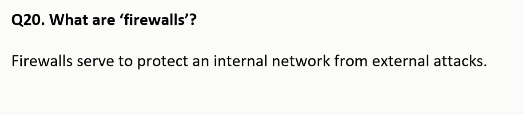 Q20. What are ‘firewalls’?
Firewalls serve to protect an internal network from external attacks.